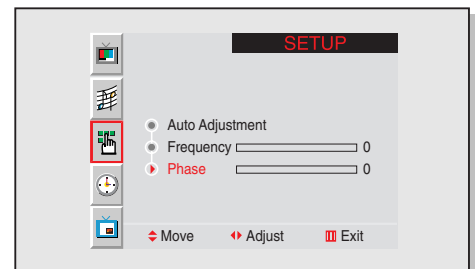 SETUP
Auto Adjustment
Frequency 0
Phase 0
Move Adjust Exit